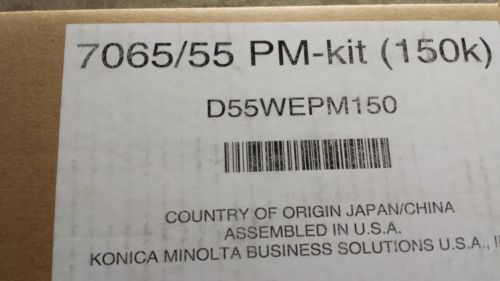 7065/55 PM-kit (150k)
D55WEPM150
COUNTRY OF ORIGIN JAPAN/CHINA
ASSEMBLED IN U.S.A.
KONICA MINOLTA BUSINESS SOLUTIONS U.S.A.,